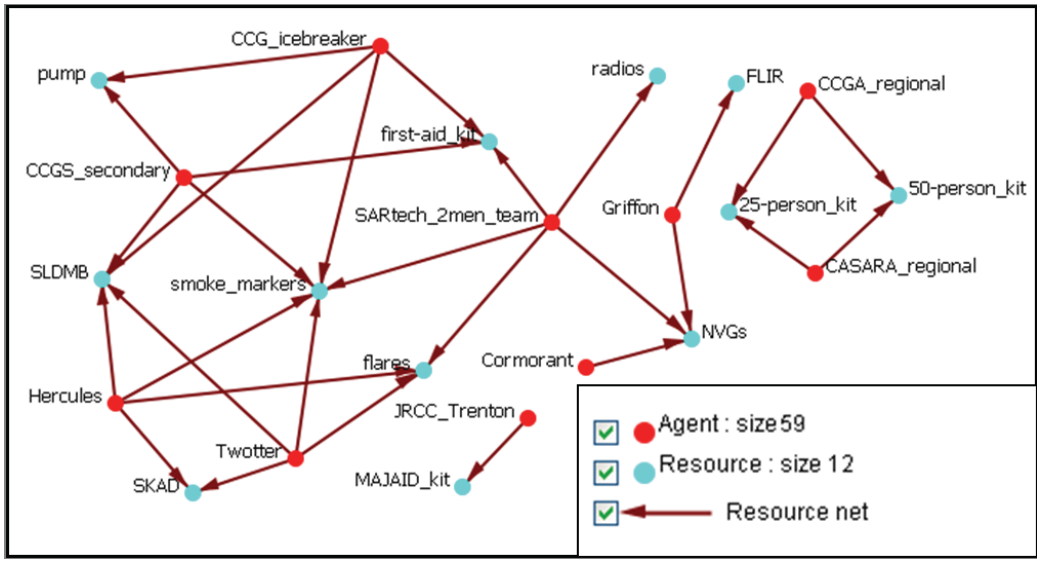 CCG_icebreaker
pump
radios
FLIR
CCGA_regional
first-aid_kit
CCGS_secondary
50-person_kit
25-person_kit
Griffon
SARtech_2men_team
CASARA_regional
SLDMB
smoke_markers
NVGs
flares
Cormorant
Hercules
JRCC_Trenton
Twotter
SKAD
MAJAID_kit
Agent : size 59
Resource : size 12
Resource net